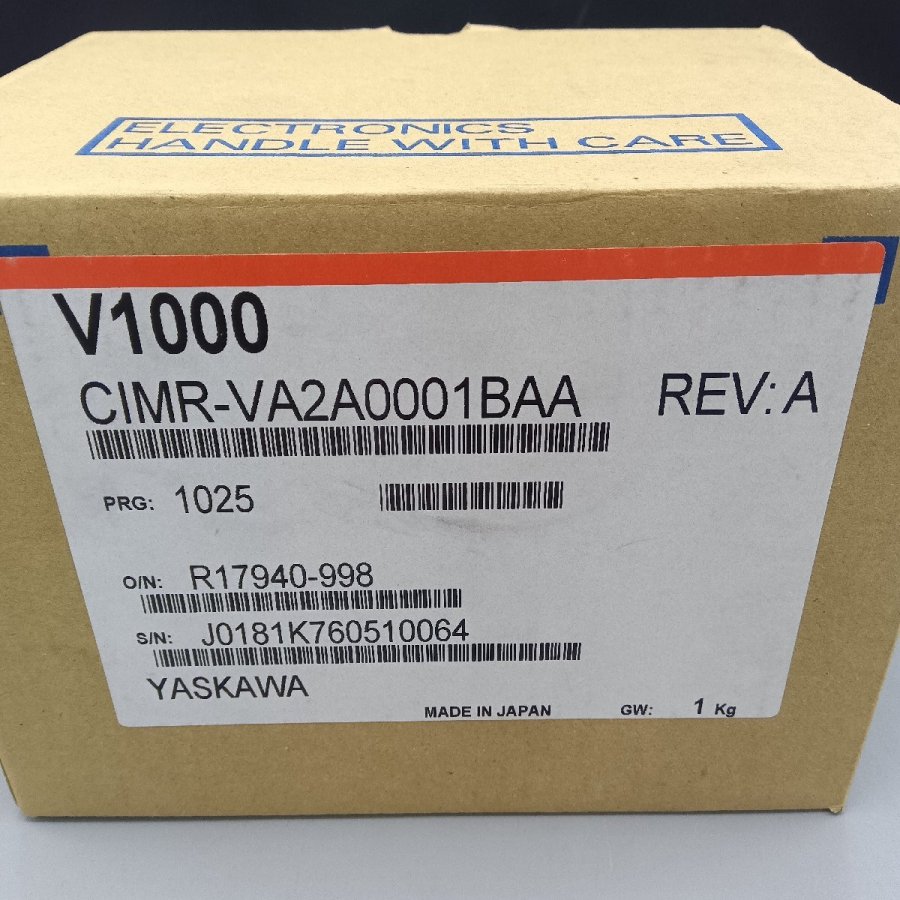 ELECTRONICS
HANDLE WITH CARE
V1000
CIMR-VA2A0001BAA REV: A
PRG: 1025
O/N: R17940-998
S/N: J0181K760510064
YASKAWA
MADE IN JAPAN GW: 1 Kg